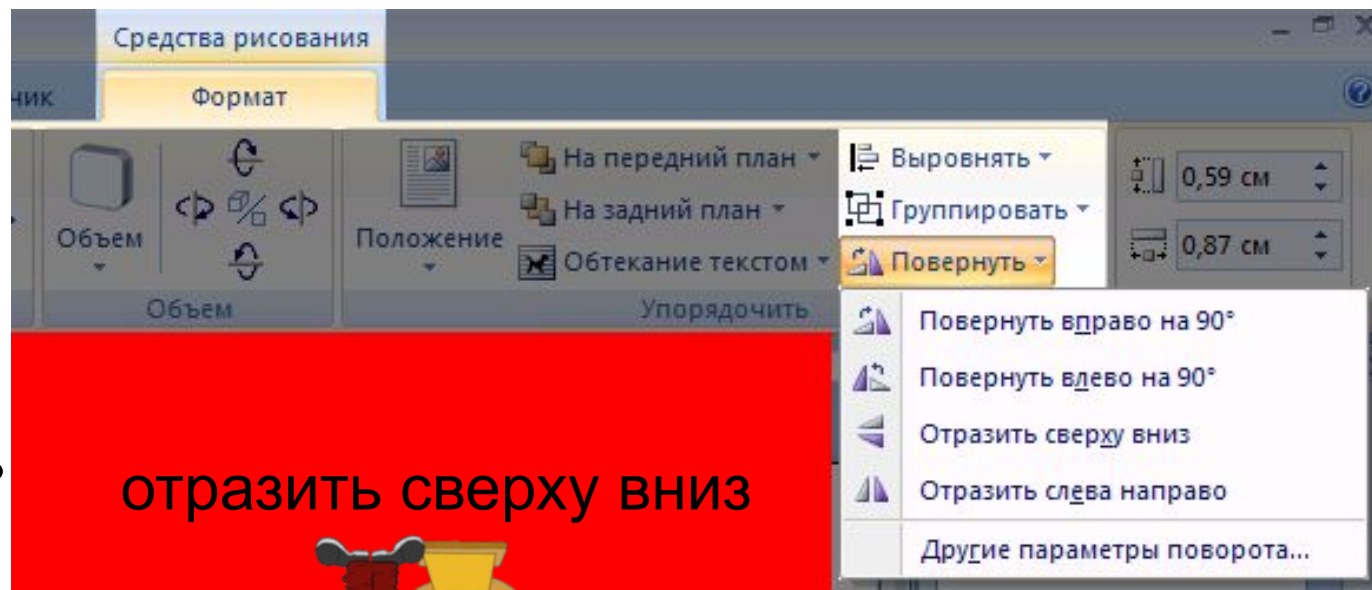 Средства рисования
чик
Формат
Объем
Объем
Положение
На передний план
На задний план
Обтекание текстом
Упорядочить
Выровнять
Группировать
Повернуть
0,59 см
0,87 см
Повернуть вправо на 90°
Повернуть влево на 90°
Отразить сверху вниз
Отразить слева направо
Другие параметры поворота...
отразить сверху вниз